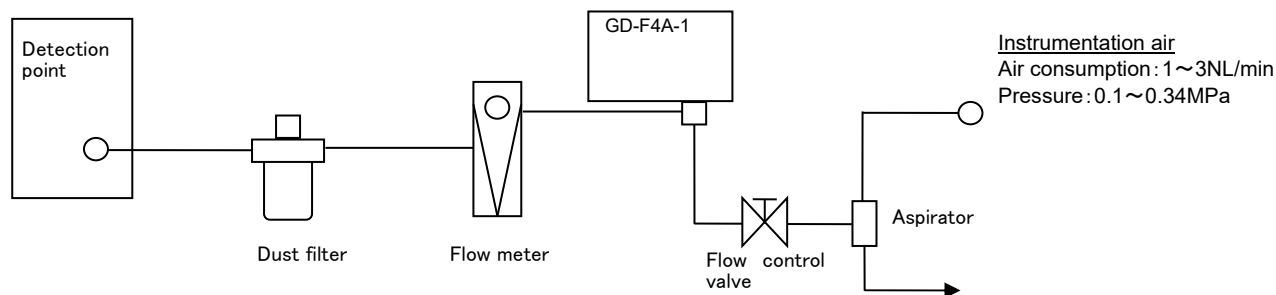 Detection
point
GD-F4A-1
Instrumentation air
Air consumption：1～3NL/min
Pressure：0.1～0.34MPa
Dust filter
Flow meter
Flow control
valve
Aspirator